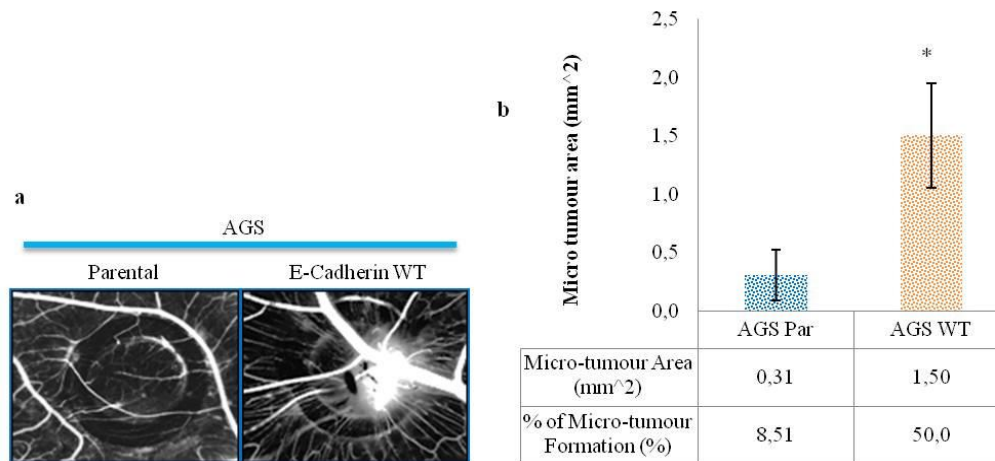 a
AGS
Parental
E-Cadherin WT
b
Micro tumour area (mm^2)
2,5
2,0
1,5
1,0
0,5
0,0
*
AGS Par
AGS WT
Micro-tumour Area
(mm^2)
0,31
1,50
% of Micro-tumour
Formation (%)
8,51
50,0